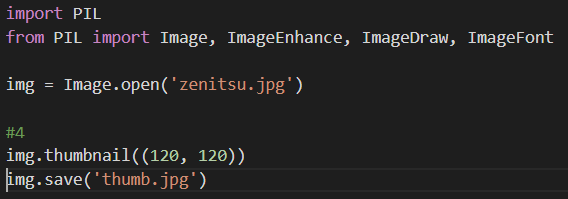 import PIL
from PIL import Image, ImageEnhance, ImageDraw, ImageFont
img = Image.open('zenitsu.jpg')
#4
img.thumbnail((120, 120))
img.save('thumb.jpg')